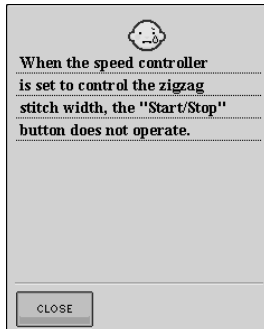 When the speed controller
is set to control the zigzag
stitch width, the "Start/Stop"
button does not operate.
CLOSE